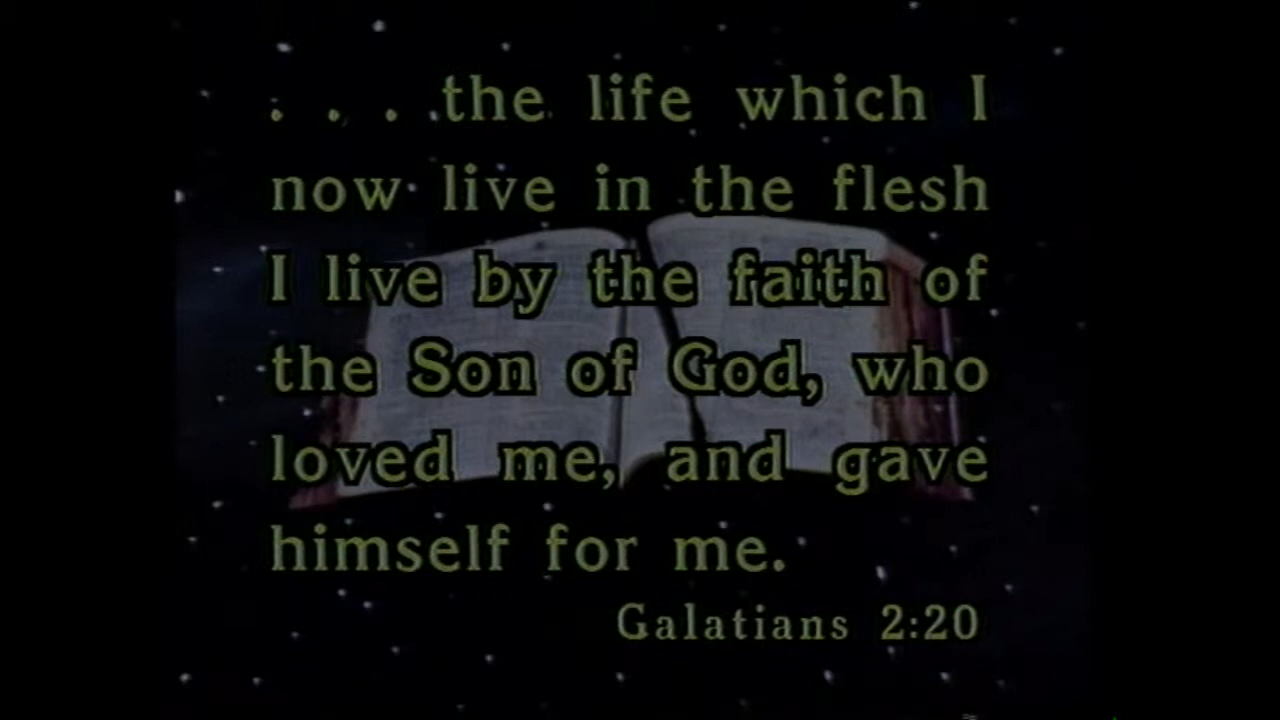 . . . the life which I
now live in the flesh
I live by the faith of
the Son of God, who
loved me, and gave
himself for me.
Galatians 2:20